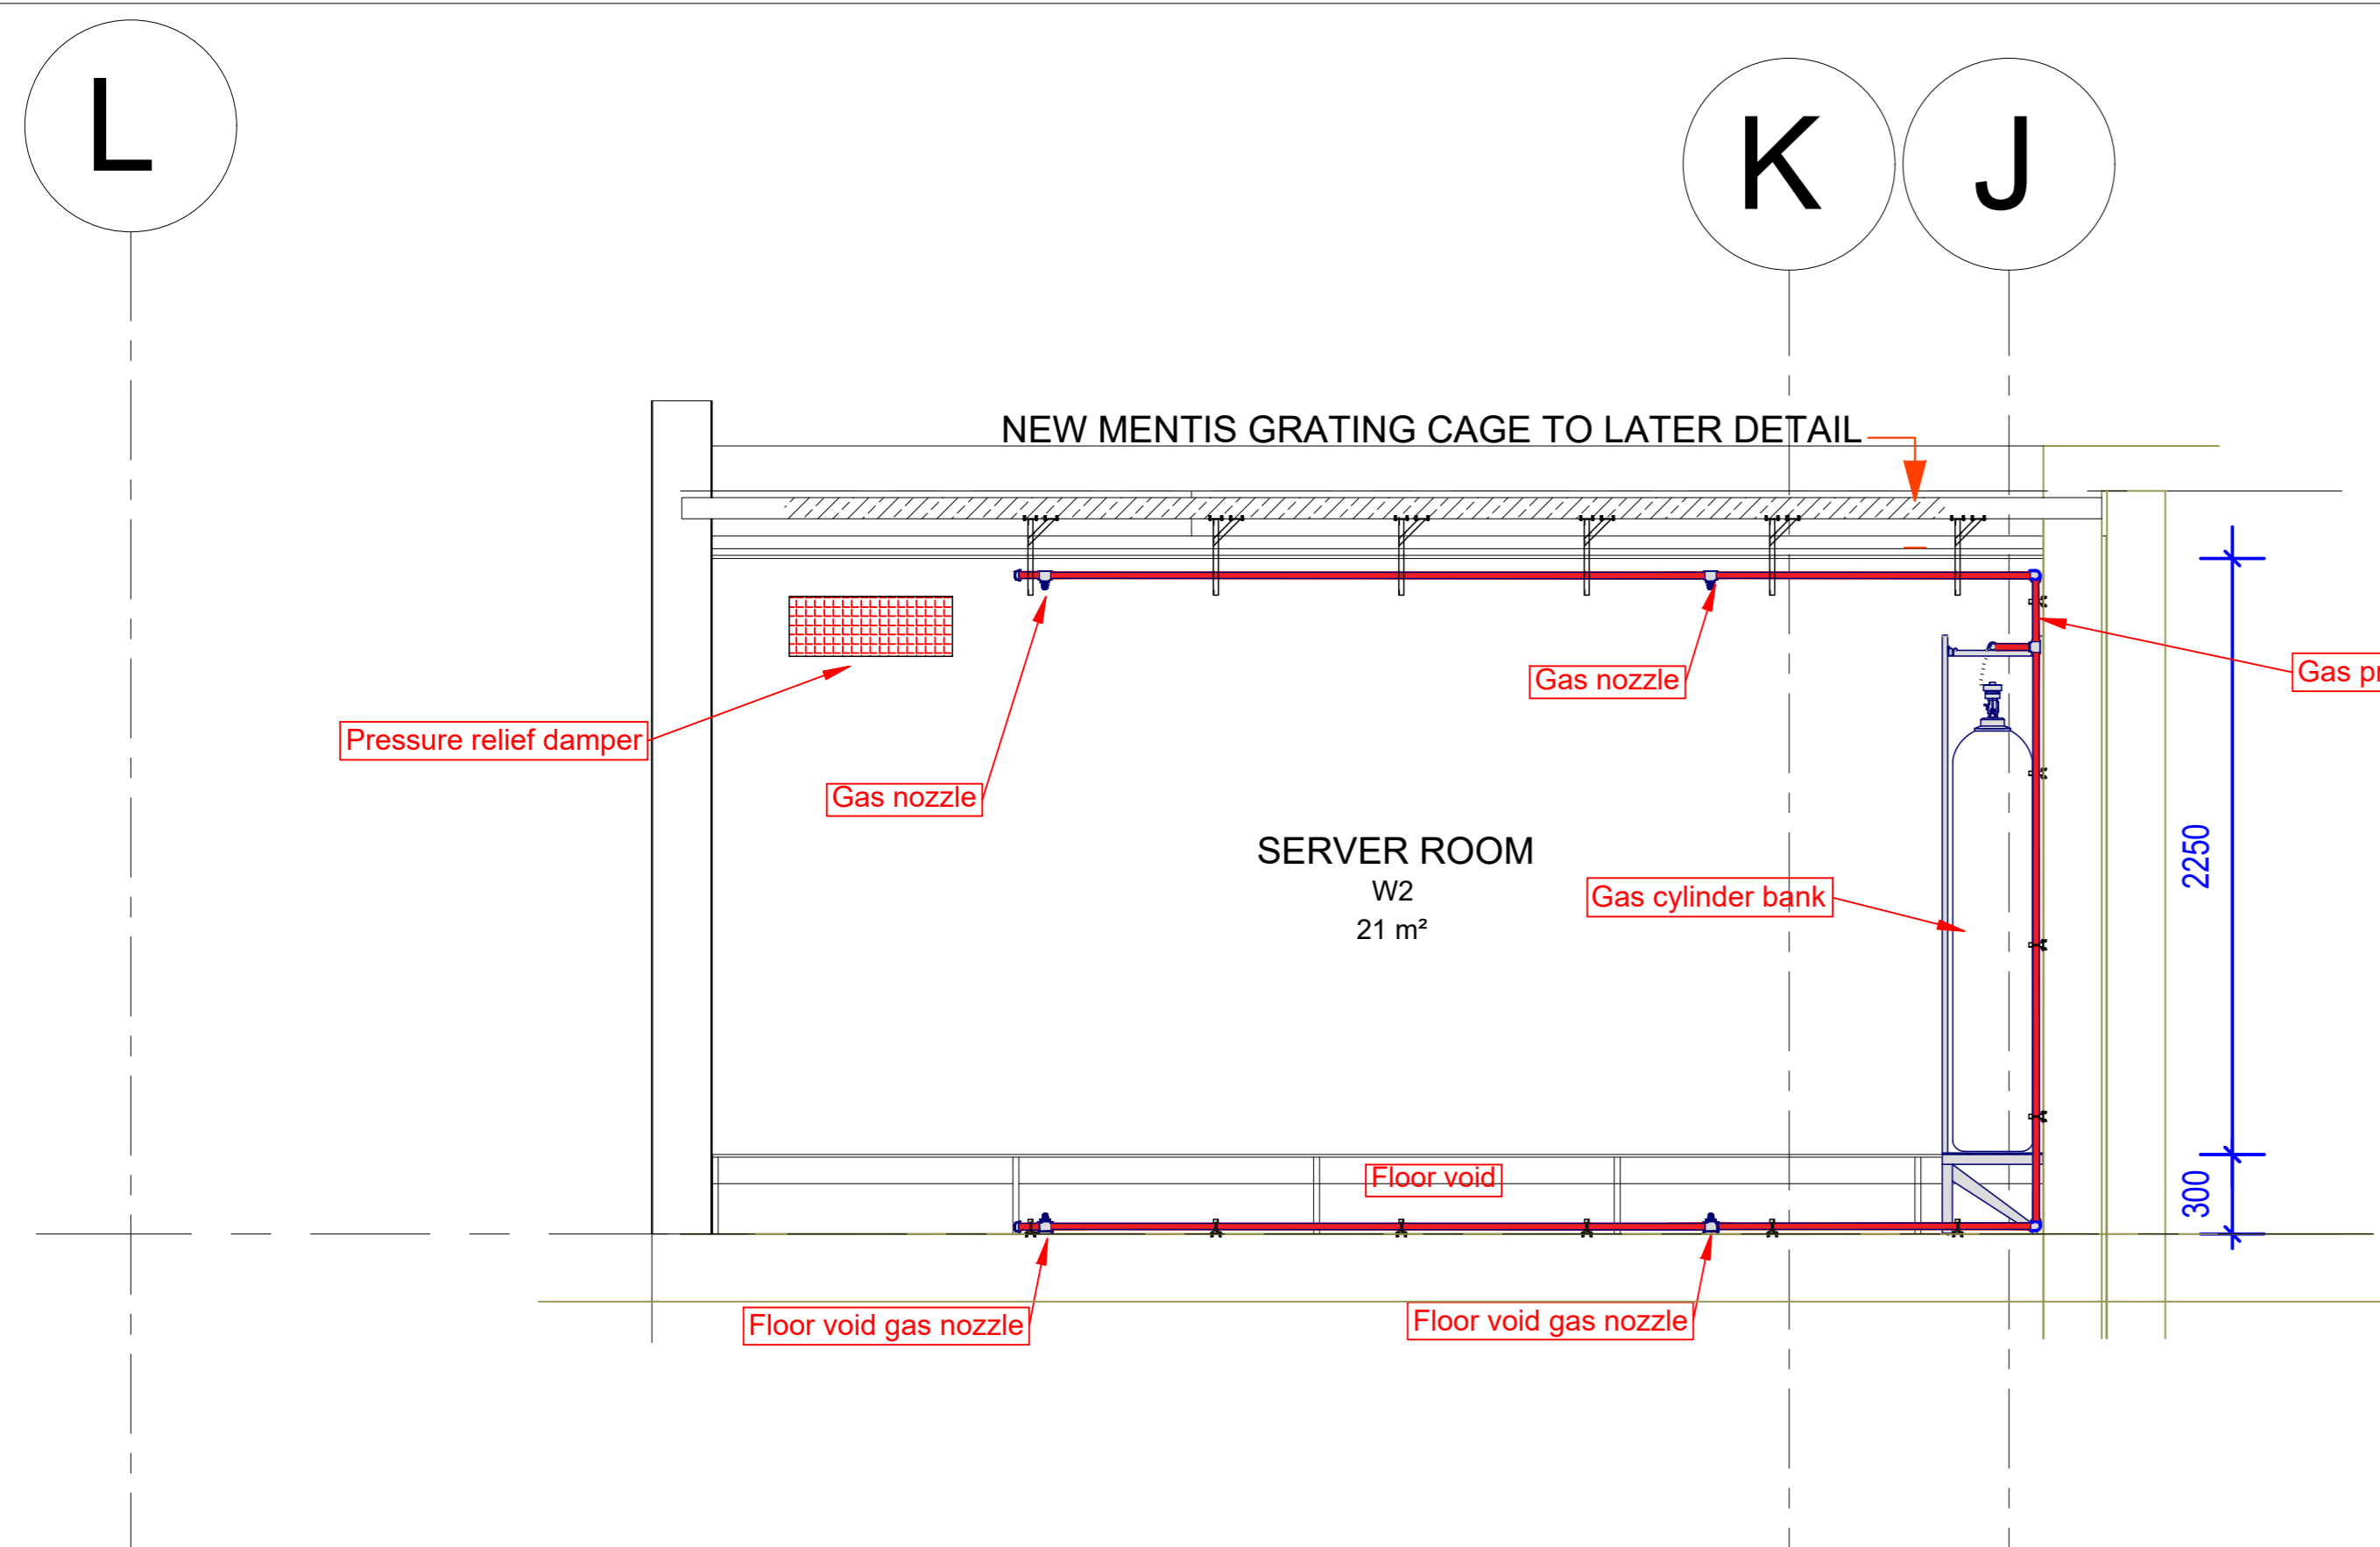 L
K
J
NEW MENTIS GRATING CAGE TO LATER DETAIL
Gas nozzle
Gas
Pressure relief damper
Gas nozzle
SERVER ROOM
W2
21 m²
Gas cylinder bank
2250
Floor void
300
Floor void gas nozzle
Floor void gas nozzle